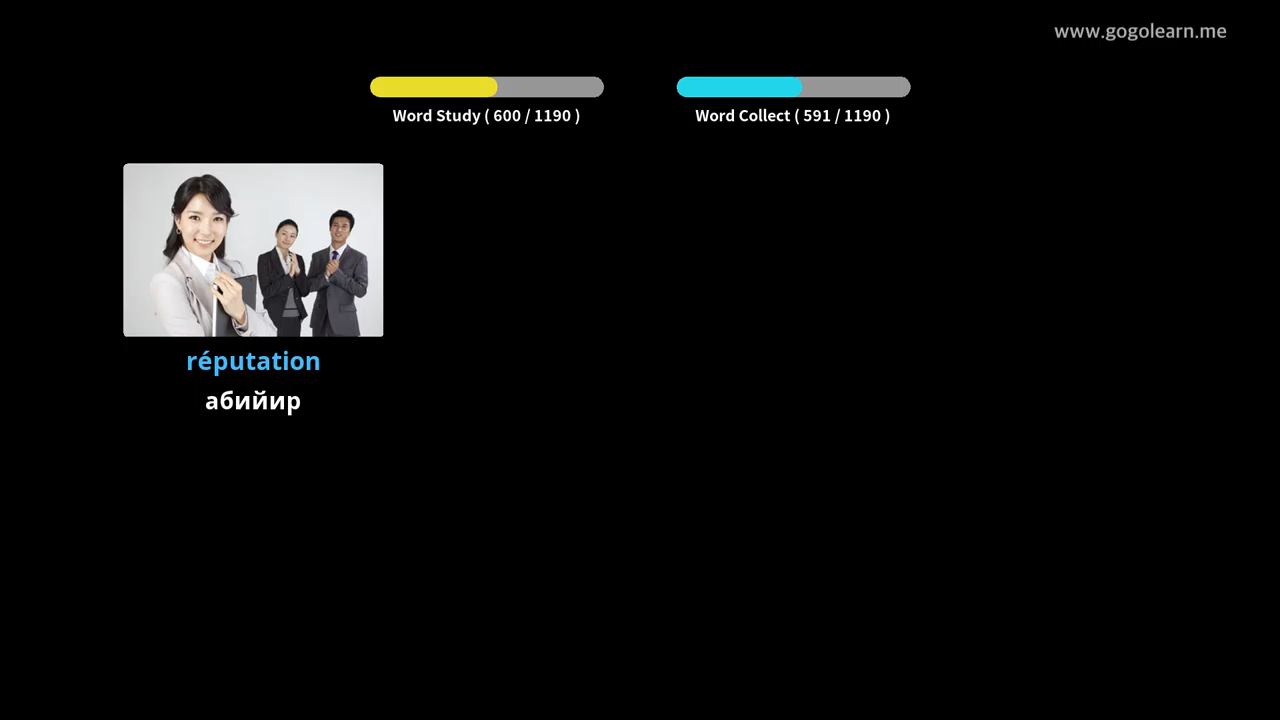 www.gogolearn.me
Word Study ( 600 / 1190 )
Word Collect ( 591 / 1190 )
réputation
абийир